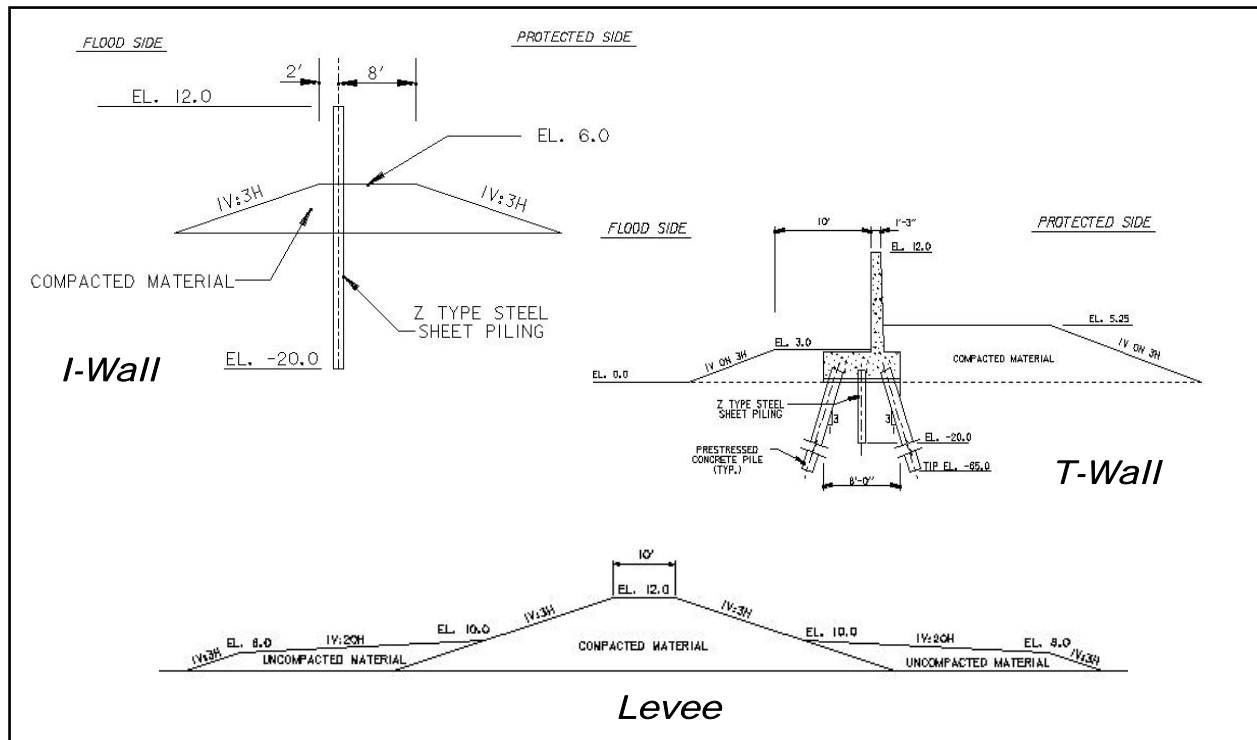 FLOOD SIDE
PROTECTED SIDE
2'
8'
EL. 12.0
EL. 6.0
1V:3H
1V:3H
COMPACTED MATERIAL
Z TYPE STEEL
SHEET PILING
EL. -20.0
I-Wall
FLOOD SIDE
PROTECTED SIDE
10'
1'-3"
EL. 12.0
EL. 5.25
EL. 3.0
1V ON 3H
1V ON 3H
COMPACTED MATERIAL
EL. 0.0
Z TYPE STEEL
SHEET PILING
3
3
EL. -20.0
PRESTRESSED
CONCRETE PILE
(TYP.)
TIP EL. -65.0
8'-0"
T-Wall
10'
EL. 12.0
1V:3H
1V:3H
EL. 10.0
EL. 10.0
1V:20H
1V:20H
EL. 8.0
1V:3H
1V:3H
UNCOMPACTED MATERIAL
COMPACTED MATERIAL
UNCOMPACTED MATERIAL
Levee